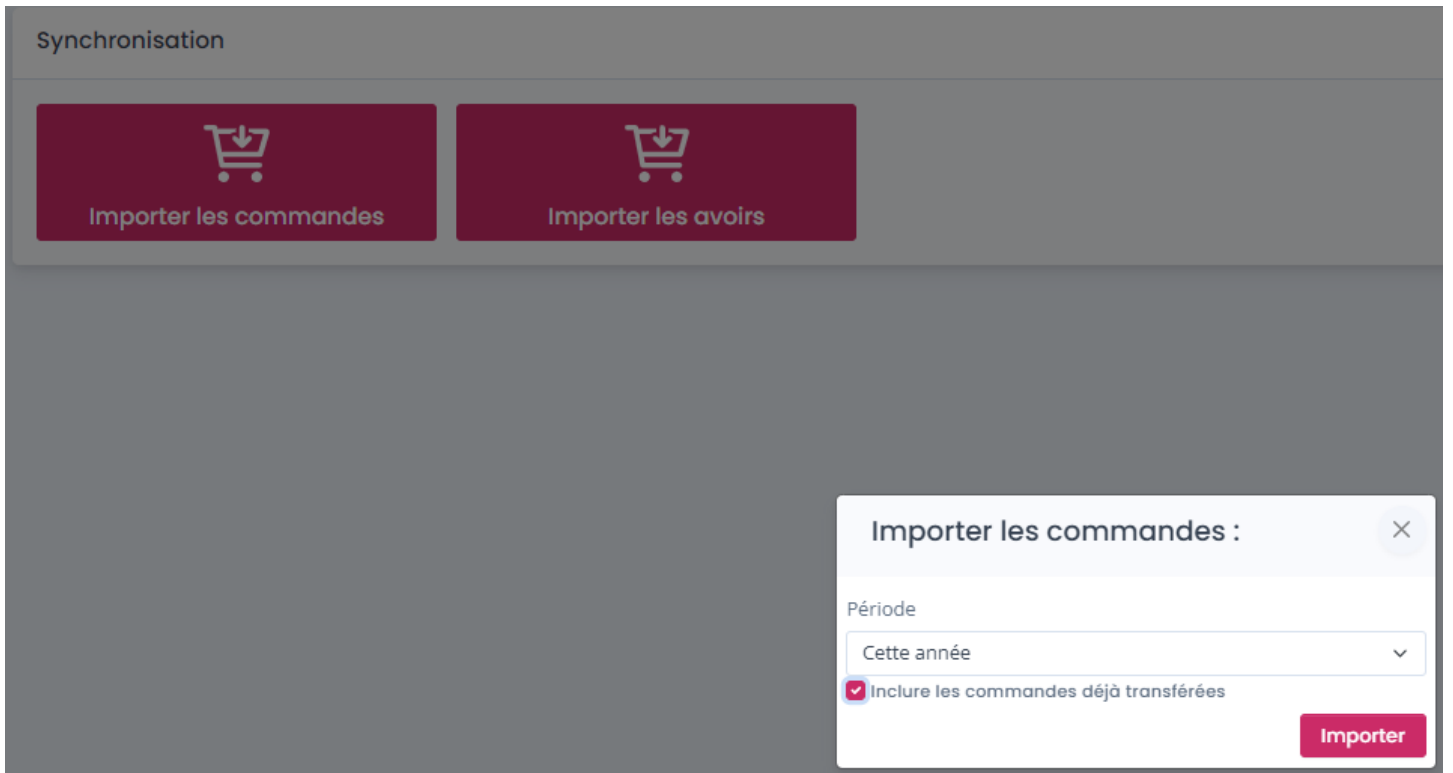 Synchronisation
Importer les commandes
Importer les avoirs
Importer les commandes :
Période
Cette année
Inclure les commandes déjà transférées
Importer